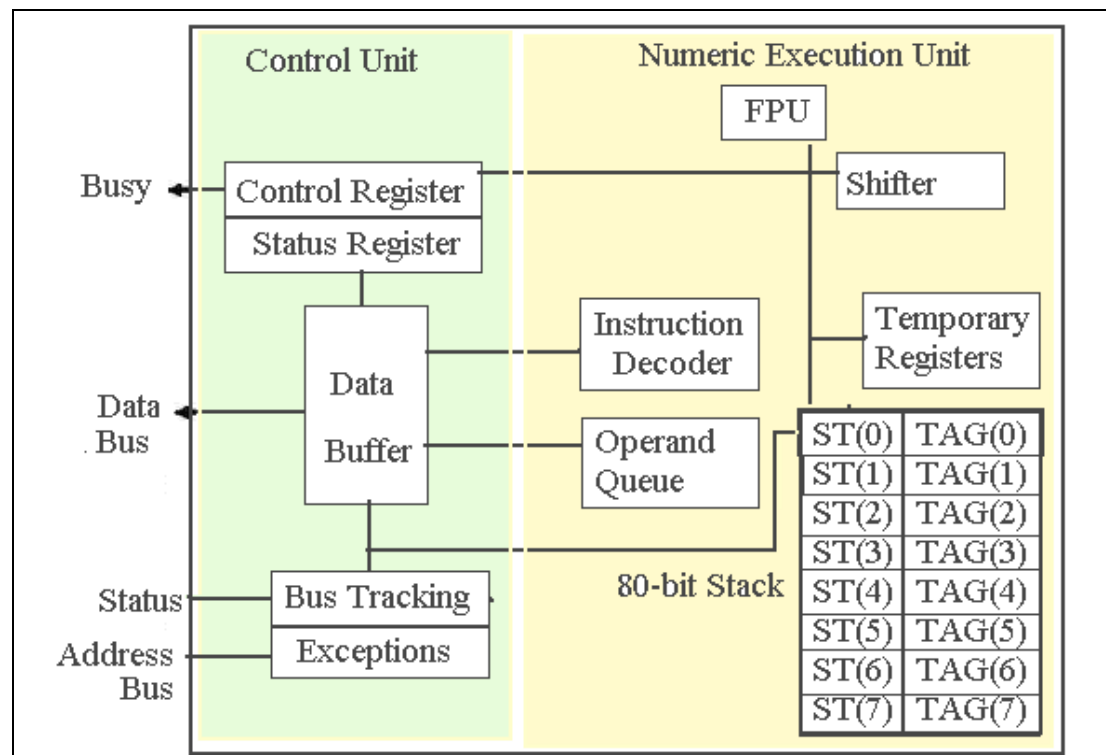 Control Unit
Numeric Execution Unit
FPU
Busy
Control Register
Shifter
Status Register
Instruction
Decoder
Temporary
Registers
Data
Buffer
Data
Bus
Operand
Queue
ST(0) TAG(0)
ST(1) TAG(1)
ST(2) TAG(2)
ST(3) TAG(3)
ST(4) TAG(4)
ST(5) TAG(5)
ST(6) TAG(6)
ST(7) TAG(7)
80-bit Stack
Status
Bus Tracking
Address
Bus
Exceptions